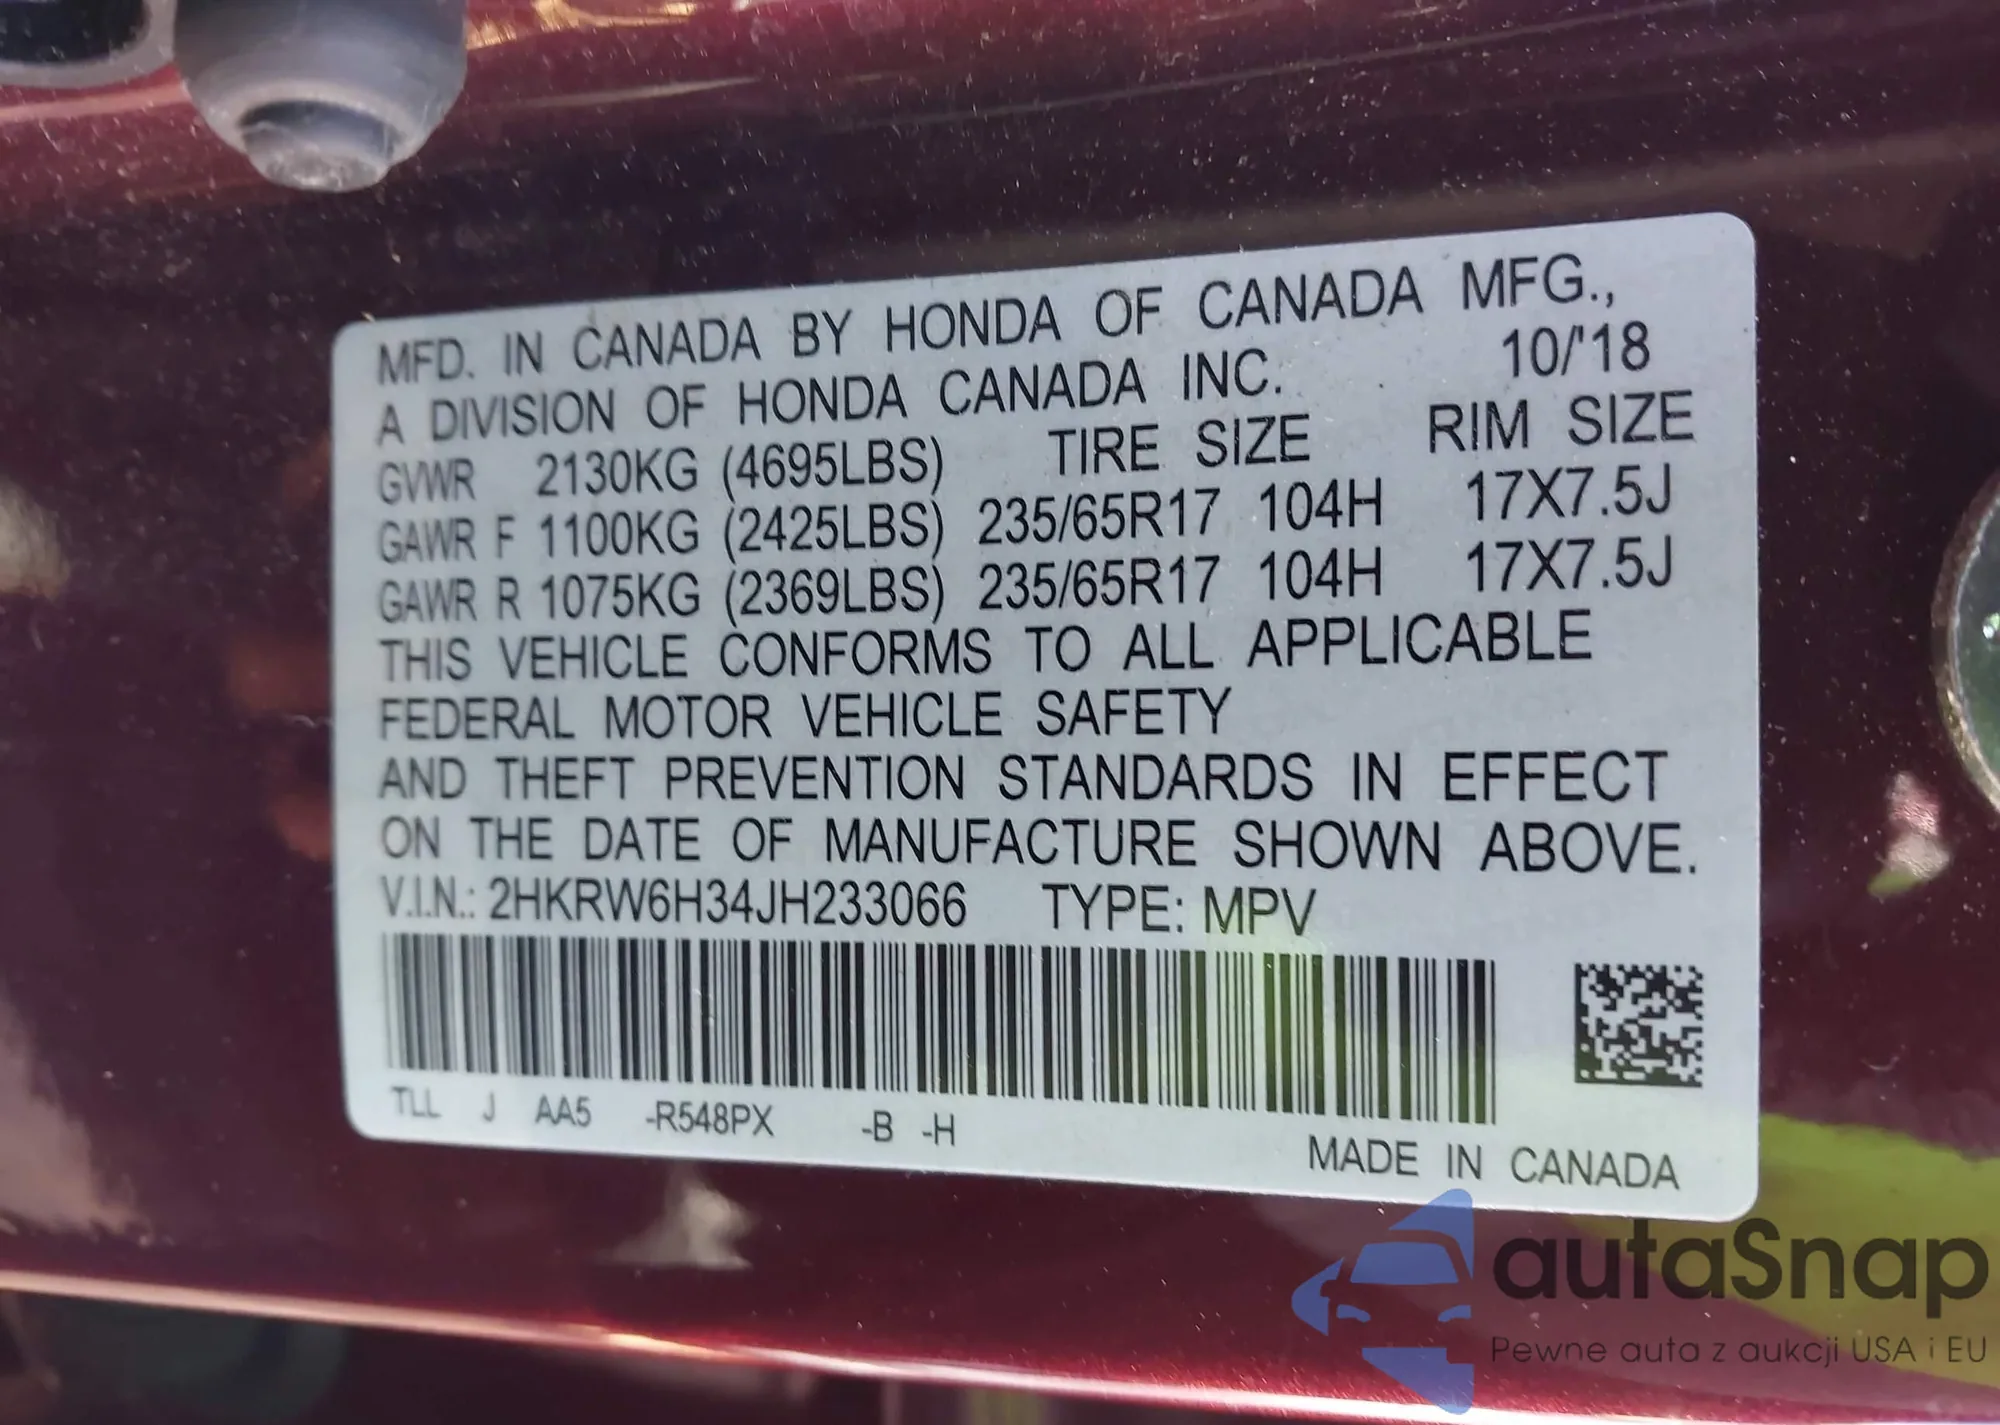 MFD. IN CANADA BY HONDA OF CANADA MFG.,
A DIVISION OF HONDA CANADA INC. 10/'18
GVWR 2130KG (4695LBS) TIRE SIZE RIM SIZE
GAWR F 1100KG (2425LBS) 235/65R17 104H 17X7.5J
GAWR R 1075KG (2369LBS) 235/65R17 104H 17X7.5J
THIS VEHICLE CONFORMS TO ALL APPLICABLE
FEDERAL MOTOR VEHICLE SAFETY
AND THEFT PREVENTION STANDARDS IN EFFECT
ON THE DATE OF MANUFACTURE SHOWN ABOVE.
V.I.N.: 2HKRW6H34JH233066 TYPE: MPV
TLL J AA5 -R548PX -B -H
MADE IN CANADA
autaSnap
Pewne auta z aukcji USA i EU